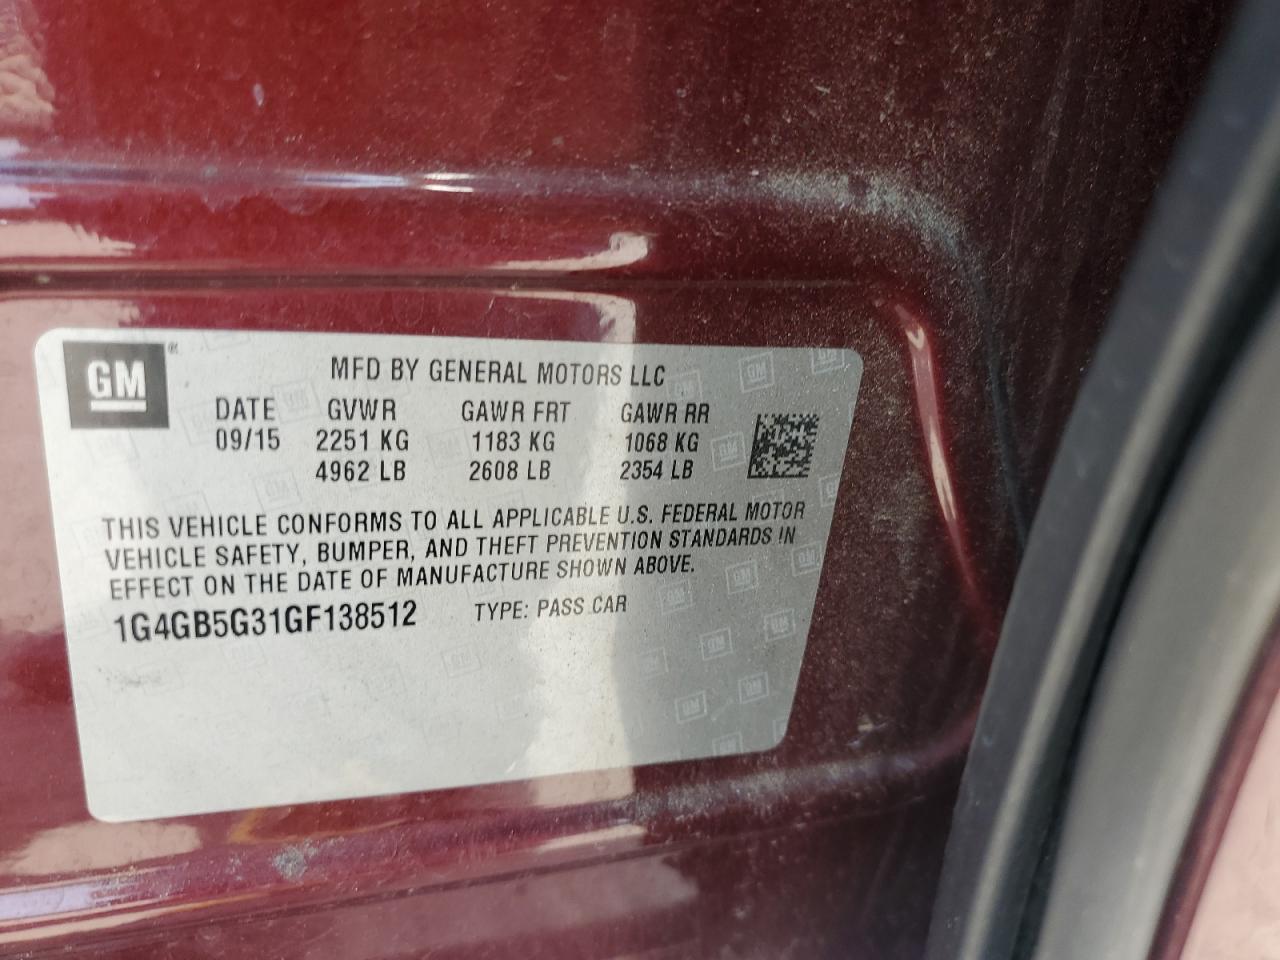 GM
MFD BY GENERAL MOTORS LLC
DATE GVWR GAWR FRT GAWR RR
09/15 2251 KG 1183 KG 1068 KG
4962 LB 2608 LB 2354 LB
THIS VEHICLE CONFORMS TO ALL APPLICABLE U.S. FEDERAL MOTOR
VEHICLE SAFETY, BUMPER, AND THEFT PREVENTION STANDARDS IN
EFFECT ON THE DATE OF MANUFACTURE SHOWN ABOVE.
1G4GB5G31GF138512 TYPE: PASS CAR